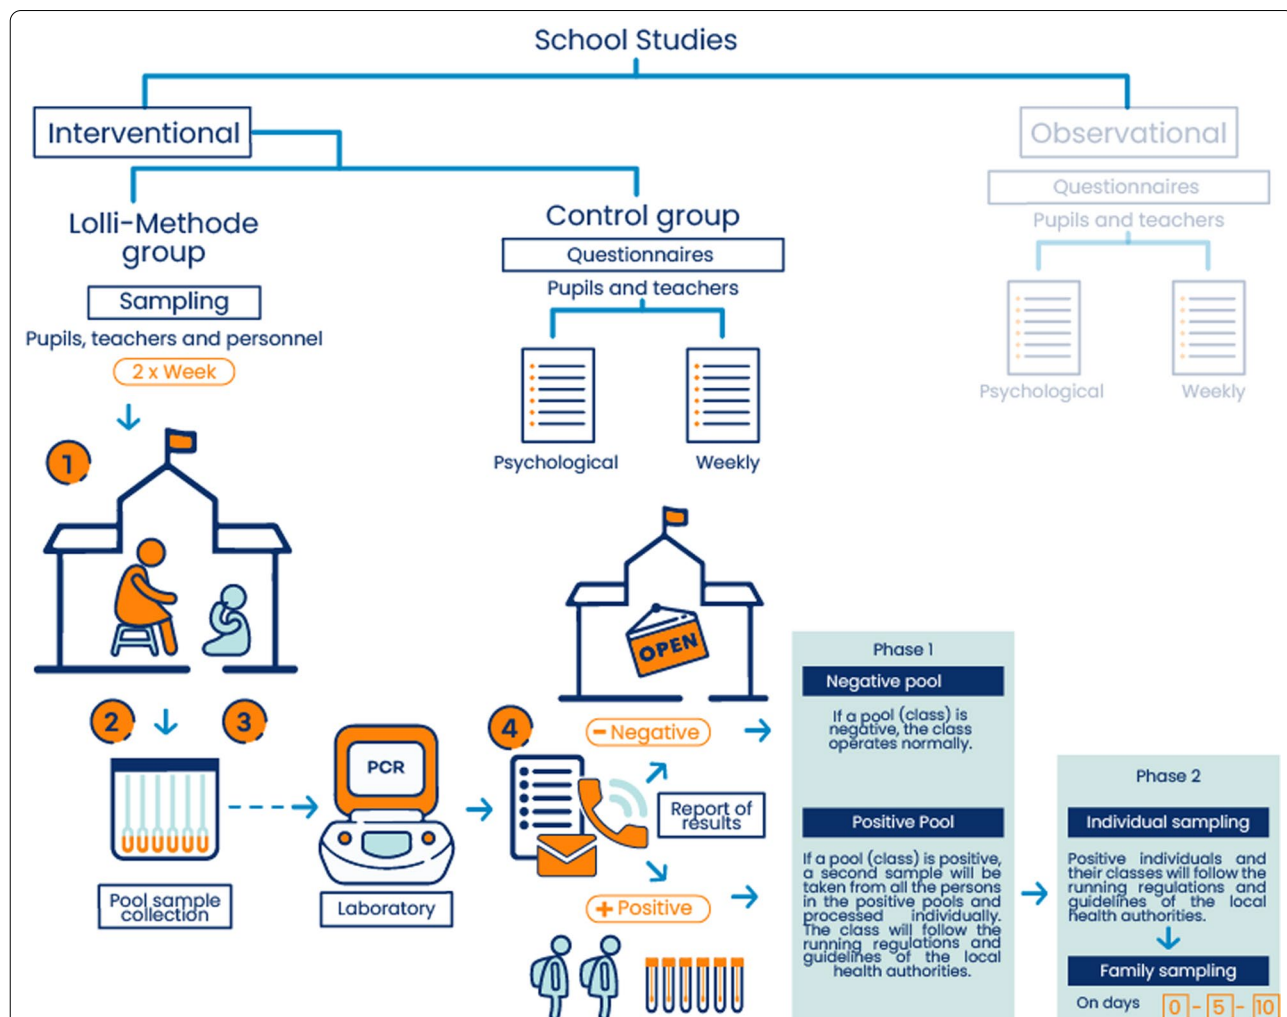 School Studies
Interventional
Observational
Lolli-Methode
group
Sampling
Pupils, teachers and personnel
2 x Week
Control group
Questionnaires
Pupils and teachers
Psychological
Weekly
Questionnaires
Pupils and teachers
Psychological
Weekly
1
2
3
Pool sample
collection
PCR
Laboratory
4
OPEN
− Negative
Report of
results
+ Positive
Phase 1
Negative pool
If a pool (class) is
negative, the class
operates normally.
Positive Pool
If a pool (class) is positive,
a second sample will be
taken from all the persons
in the positive pools and
processed individually.
The class will follow the
running regulations and
guidelines of the local
health authorities.
Phase 2
Individual sampling
Positive individuals and
their classes will follow the
running regulations and
guidelines of the local
health authorities.
Family sampling
On days 0 - 5 - 10